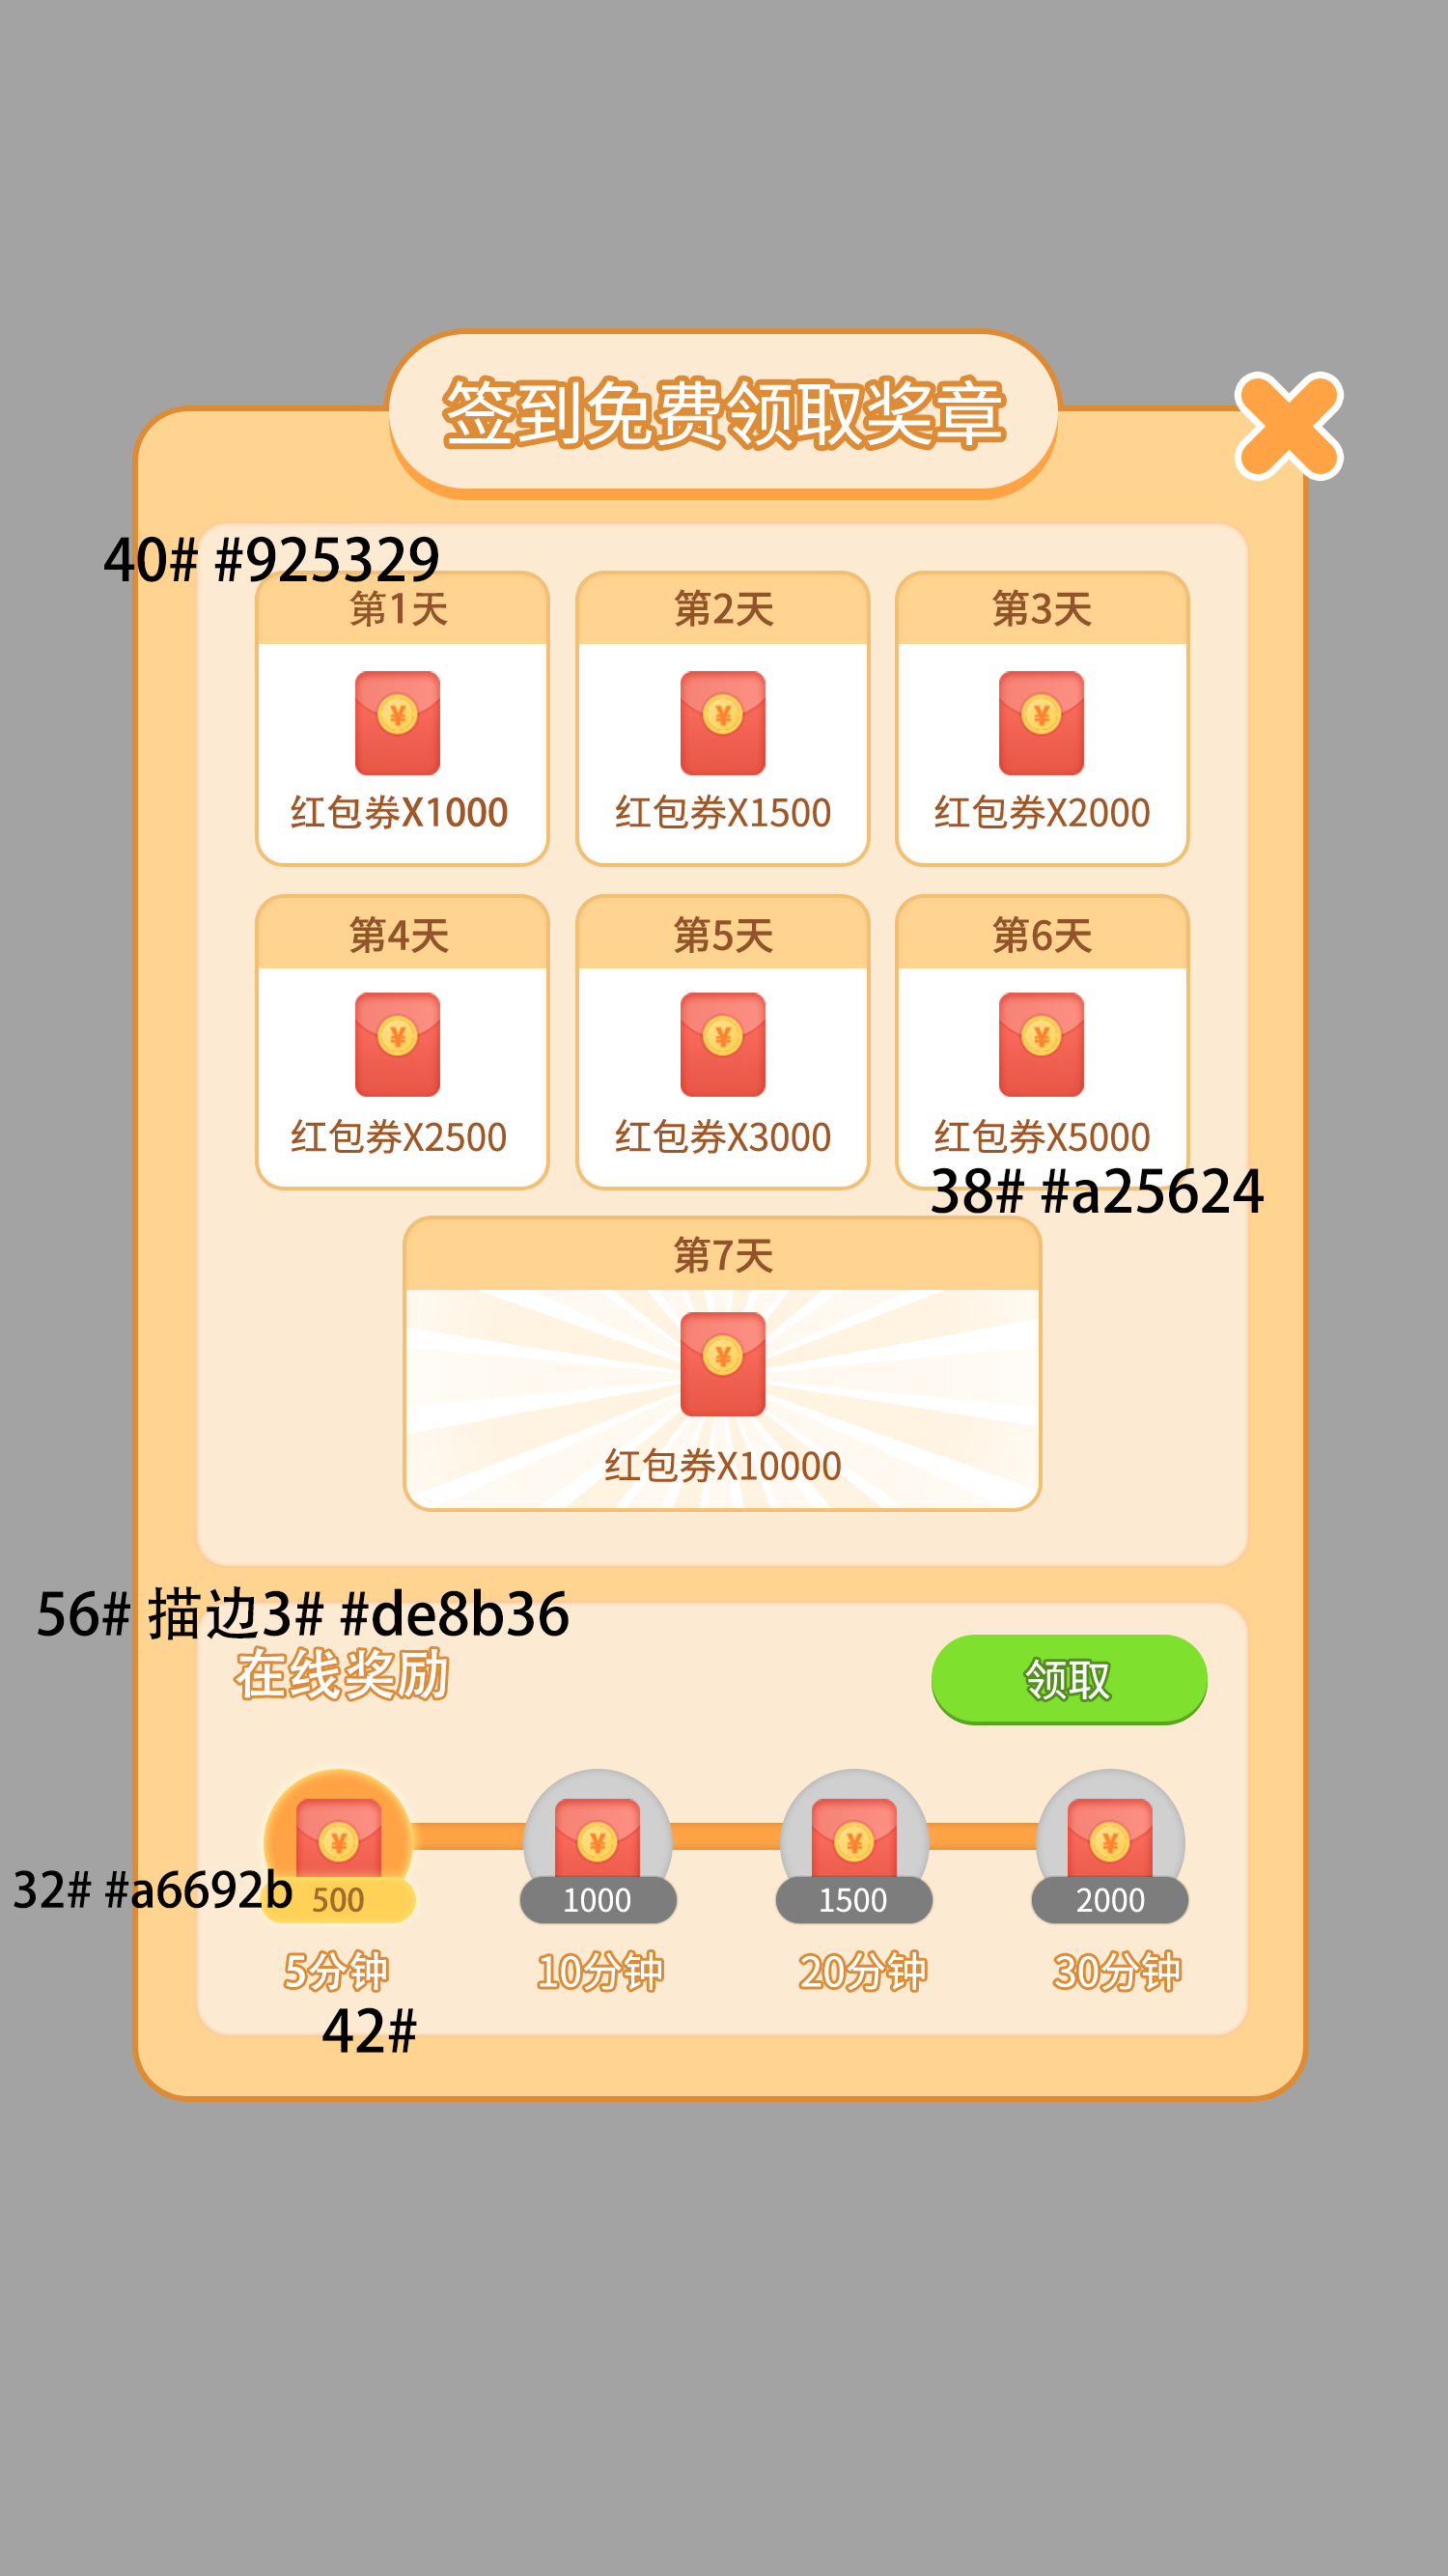 签到免费领取奖章
40# #925329
第1天 第2天 第3天
红包券X1000 红包券X1500 红包券X2000
第4天 第5天 第6天
红包券X2500 红包券X3000 红包券X5000
38# #a25624
第7天
红包券X10000
56# 描边3# #de8b36
在线奖励
领取
32# #a6692b
500 1000 1500 2000
5分钟 10分钟 20分钟 30分钟
42#